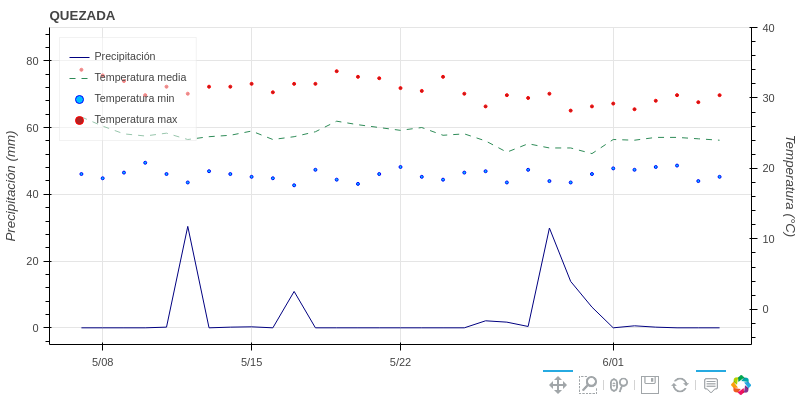 QUEZADA
Precipitación
Temperatura media
Temperatura min
Temperatura max
80
60
40
20
0
Precipitación (mm)
40
30
20
10
0
Temperatura (°C)
5/08
5/15
5/22
6/01